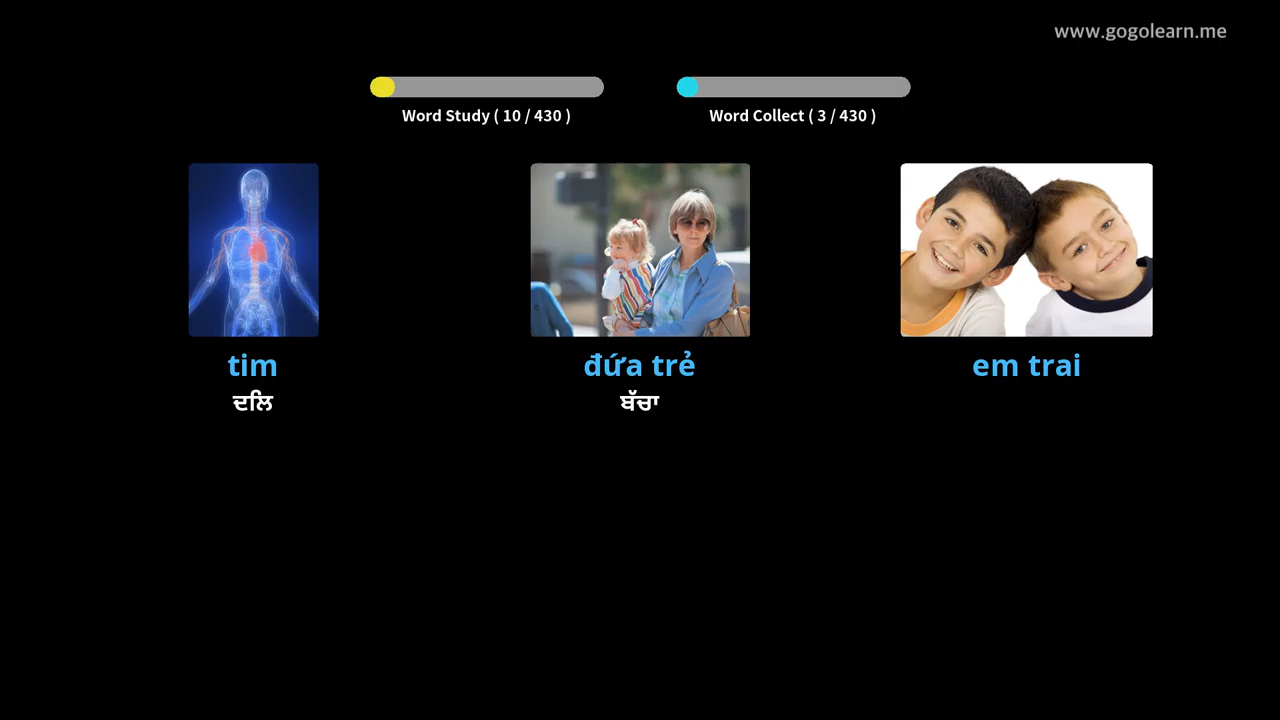 www.gogolearn.me
Word Study ( 10 / 430 )
Word Collect ( 3 / 430 )
tim
đứa trẻ
em trai
ਦਲਿ
ਬੱਚਾ